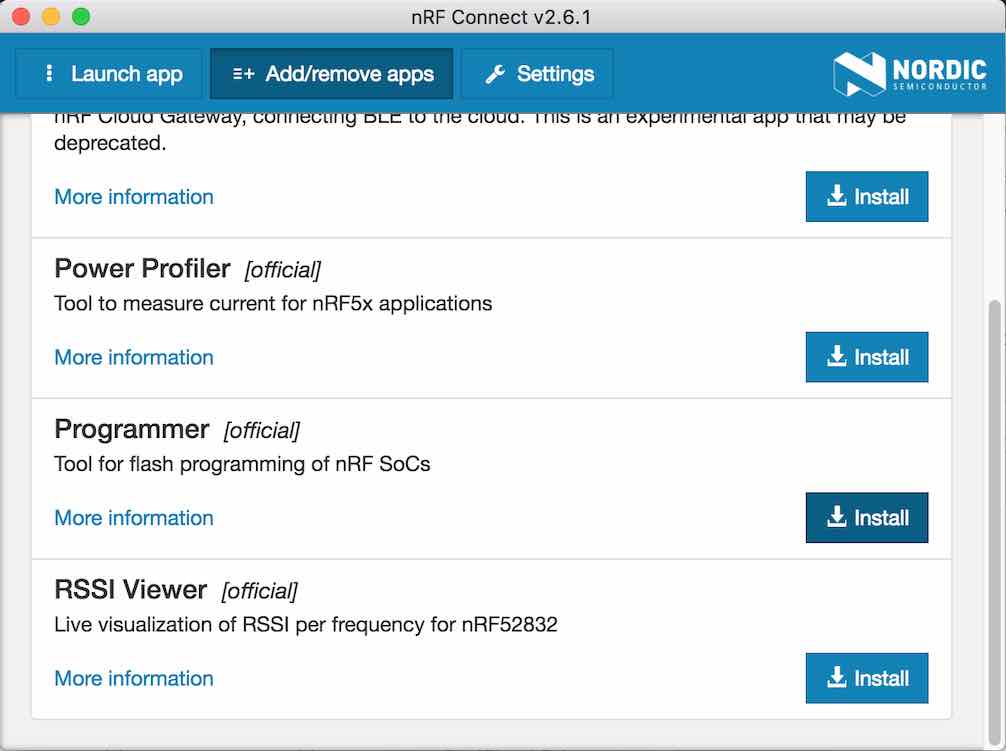 nRF Connect v2.6.1
Launch app
Add/remove apps
Settings
NORDIC
SEMICONDUCTOR
nRF Cloud Gateway, connecting BLE to the cloud. This is an experimental app that may be
deprecated.
More information
Install
Power Profiler [official]
Tool to measure current for nRF5x applications
More information
Install
Programmer [official]
Tool for flash programming of nRF SoCs
More information
Install
RSSI Viewer [official]
Live visualization of RSSI per frequency for nRF52832
More information
Install